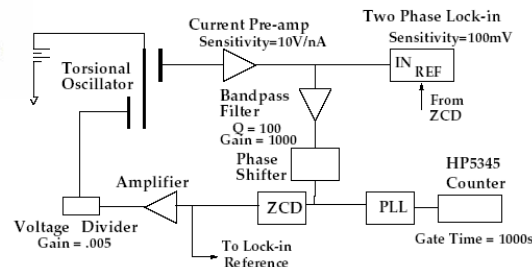 Current Pre-amp
Sensitivity=10V/nA
Two Phase Lock-in
Sensitivity=100mV
IN
REF
Torsional
Oscillator
From
ZCD
Bandpass
Filter
Q = 100
Gain = 1000
Phase
Shifter
HP5345
Counter
Amplifier
ZCD
PLL
Voltage Divider
Gain = .005
To Lock-in
Reference
Gate Time = 1000s